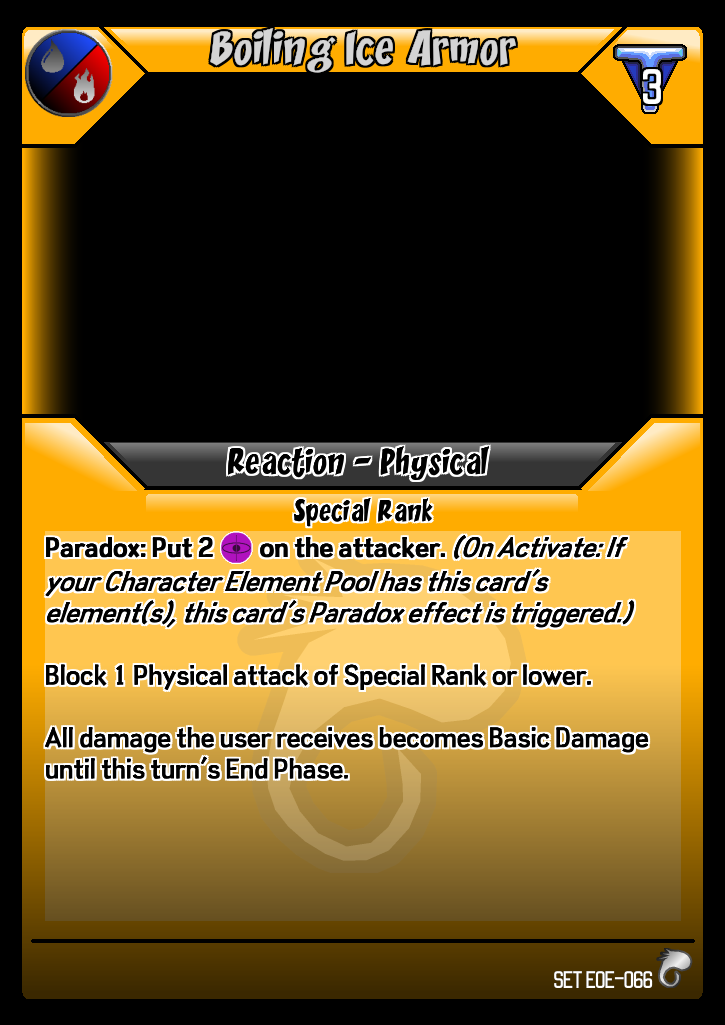 Boiling Ice Armor
3
Reaction - Physical
Special Rank
Paradox: Put 2 on the attacker. (On Activate: If
your Character Element Pool has this card's
element(s), this card's Paradox effect is triggered.)
Block 1 Physical attack of Special Rank or lower.
All damage the user receives becomes Basic Damage
until this turn's End Phase.
SET EOE-066